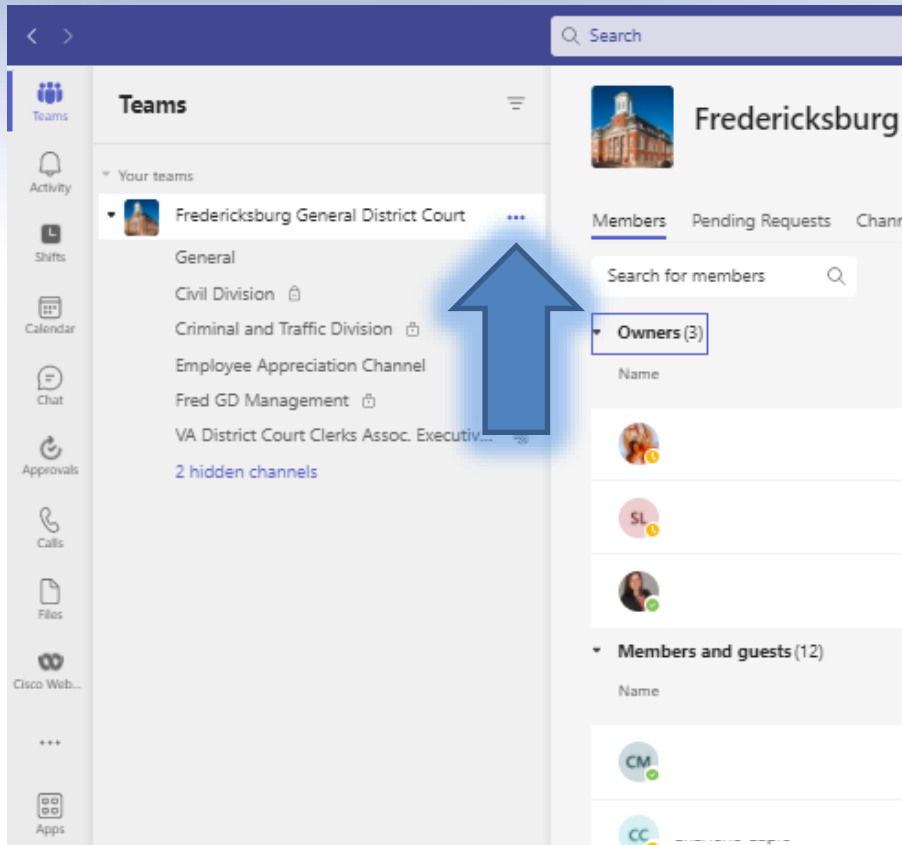 Search
Teams
Activity
Shifts
Calendar
Chat
Approvals
Calls
Files
Cisco Web...
Apps
Teams
Your teams
Fredericksburg General District Court
General
Civil Division
Criminal and Traffic Division
Employee Appreciation Channel
Fred GD Management
VA District Court Clerks Assoc. Executiv...
2 hidden channels
Fredericksburg
Members Pending Requests Chann
Search for members
Owners (3)
Name
SL
Members and guests (12)
Name
CM
CC